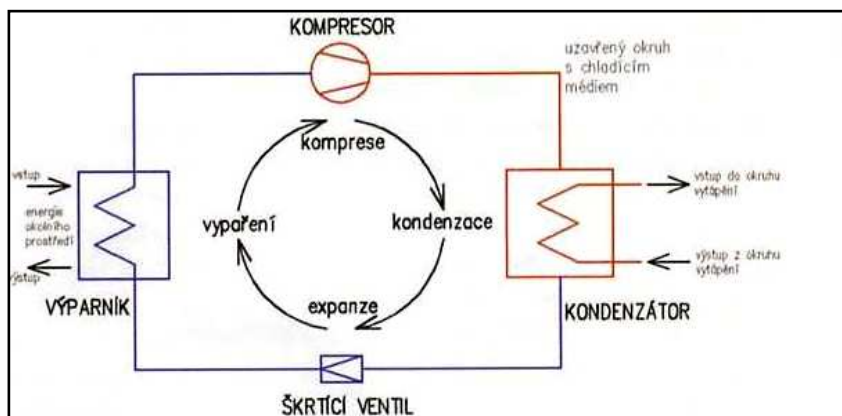 KOMPRESOR
uzavřený okruh
s chladícím
médiem
komprese
vstup
energie
okolního
prostředí
výstup
vypaření
kondenzace
vstup do okruhu
vytápění
výstup z okruhu
vytápění
expanze
VÝPARNÍK
KONDENZÁTOR
ŠKRTÍCÍ VENTIL